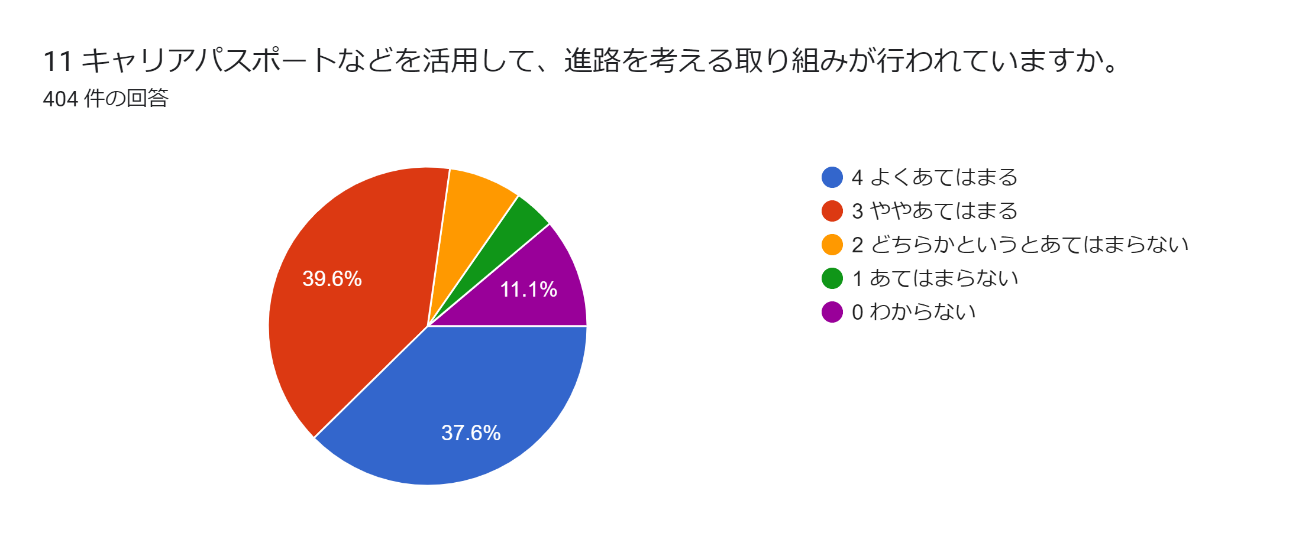 11 キャリアパスポートなどを活用して、進路を考える取り組みが行われていますか。
404 件の回答
4 よくあてはまる
3 ややあてはまる
2 どちらかというとあてはまらない
1 あてはまらない
0 わからない
39.6%
11.1%
37.6%